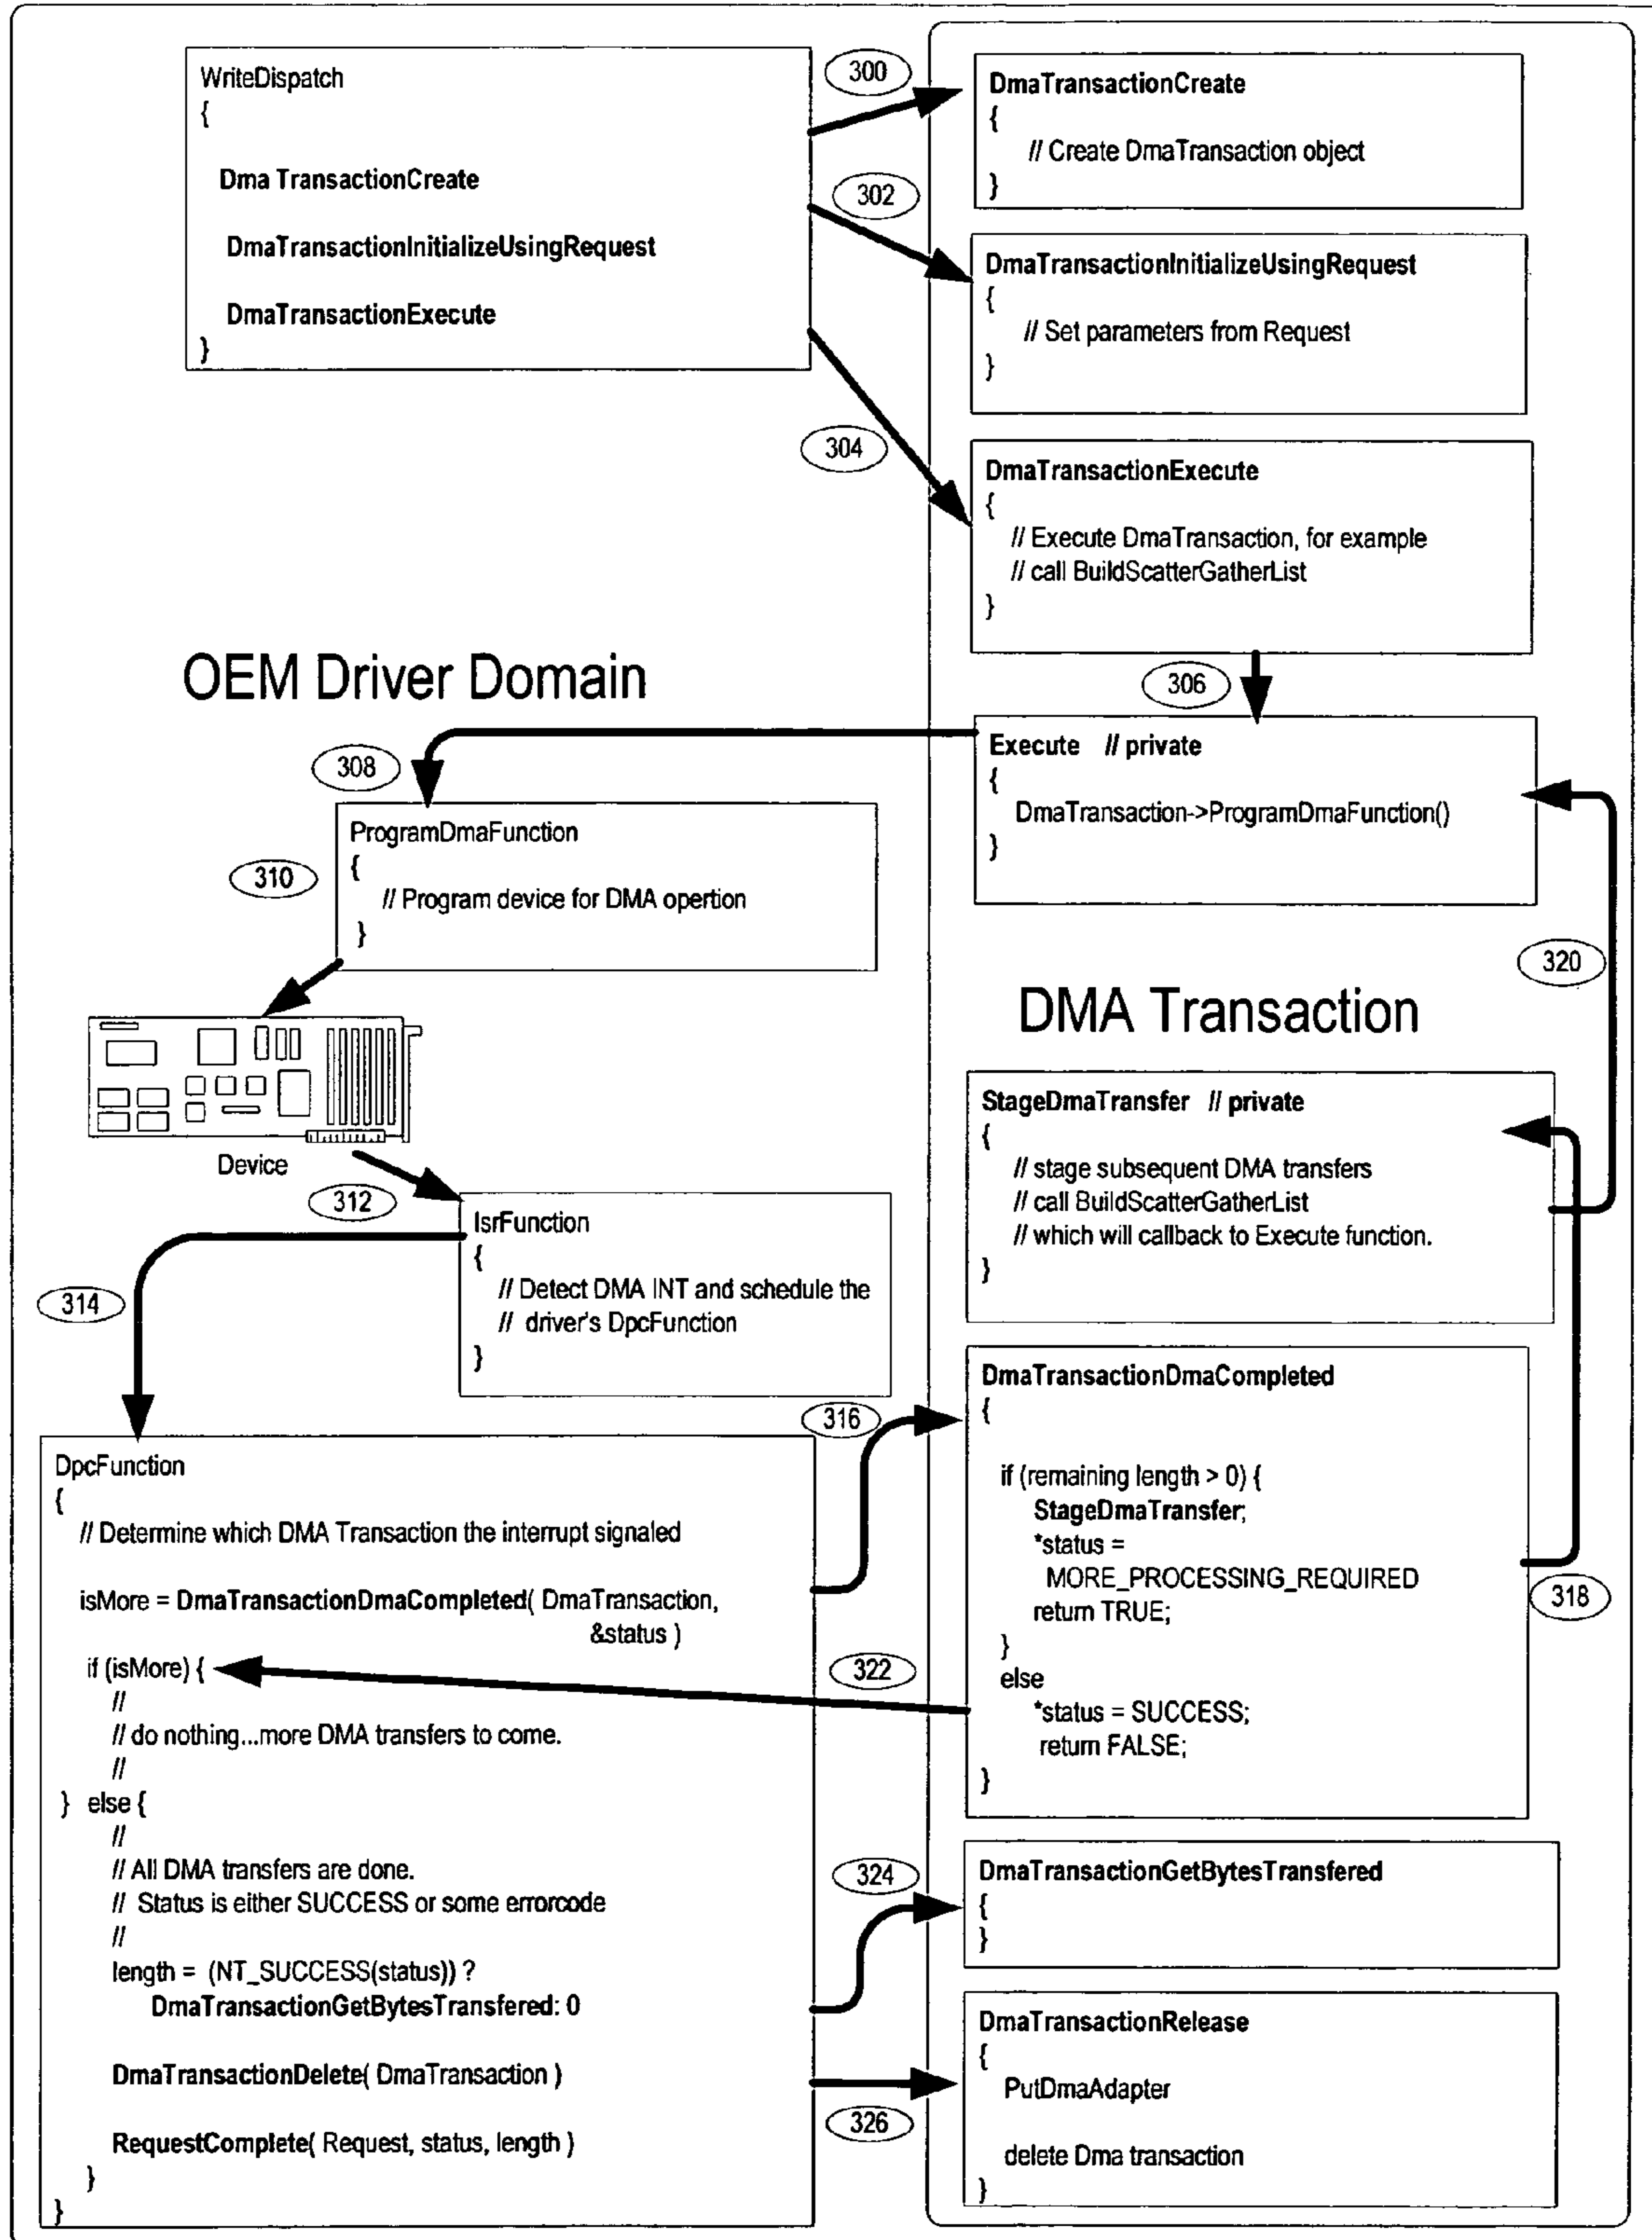 WriteDispatch
{
Dma TransactionCreate
DmaTransactionInitializeUsingRequest
DmaTransactionExecute
}
300
302
304
DmaTransactionCreate
{
// Create DmaTransaction object
}
DmaTransactionInitializeUsingRequest
{
// Set parameters from Request
}
DmaTransactionExecute
{
// Execute DmaTransaction, for example
// call BuildScatterGatherList
}
OEM Driver Domain
306
Execute // private
{
DmaTransaction->ProgramDmaFunction()
}
308
ProgramDmaFunction
{
// Program device for DMA opertion
}
310
320
DMA Transaction
Device
StageDmaTransfer // private
{
// stage subsequent DMA transfers
// call BuildScatterGatherList
// which will callback to Execute function.
}
312
IsrFunction
{
// Detect DMA INT and schedule the
// driver's DpcFunction
}
314
316
DmaTransactionDmaCompleted
{
if (remaining length > 0) {
StageDmaTransfer;
*status =
MORE_PROCESSING_REQUIRED
return TRUE;
}
else
*status = SUCCESS;
return FALSE;
}
318
DpcFunction
{
// Determine which DMA Transaction the interrupt signaled
isMore = DmaTransactionDmaCompleted( DmaTransaction,
&status )
if (isMore) {
//
// do nothing...more DMA transfers to come.
//
} else {
//
// All DMA transfers are done.
// Status is either SUCCESS or some errorcode
//
length = (NT_SUCCESS(status)) ?
DmaTransactionGetBytesTransfered: 0
DmaTransactionDelete( DmaTransaction )
RequestComplete( Request, status, length )
}
}
322
324
DmaTransactionGetBytesTransfered
{
}
326
DmaTransactionRelease
{
PutDmaAdapter
delete Dma transaction
}